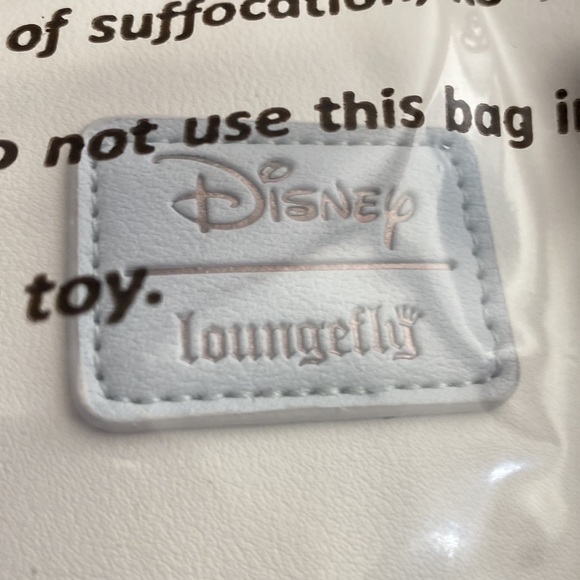 of suffocation,
not use this bag
toy.
Disney
loungefly